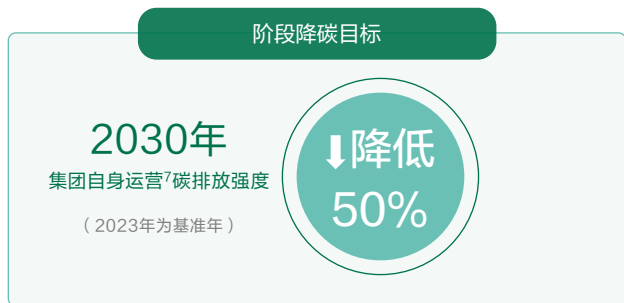 阶段降碳目标
2030年
集团自身运营⁷碳排放强度
（2023年为基准年）
⬇降低
50%